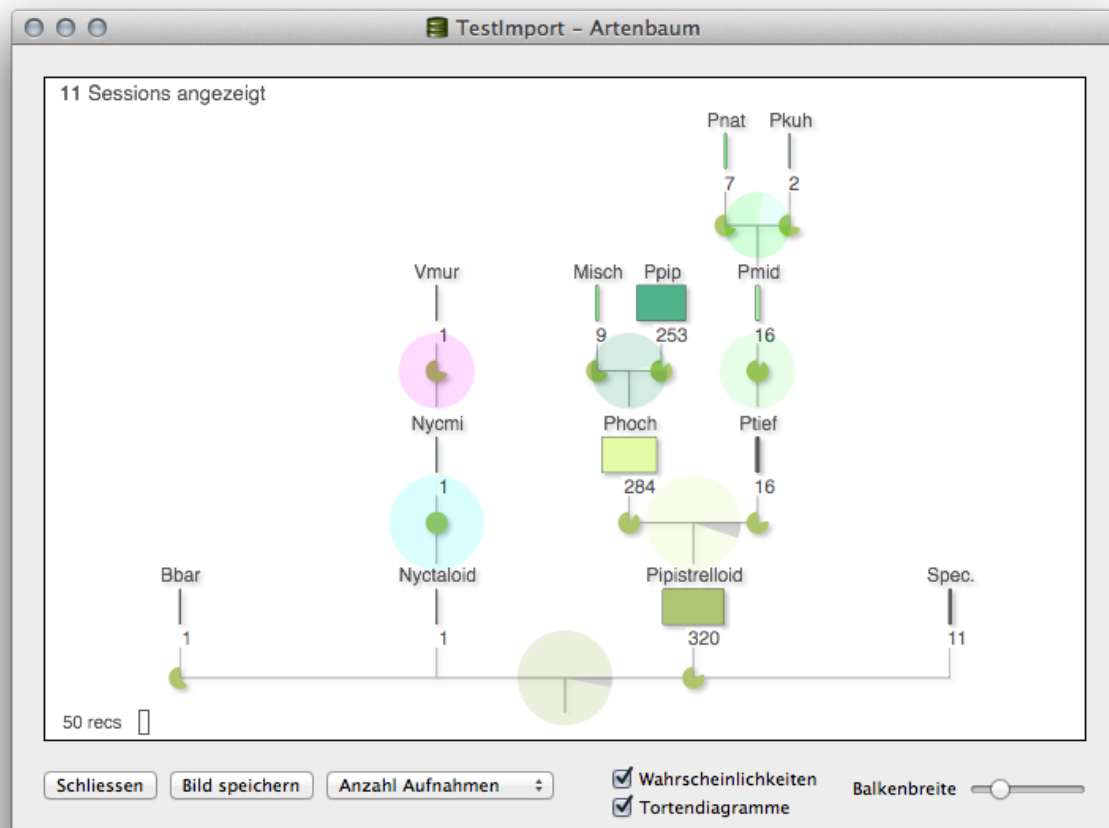 TestImport – Artenbaum
11 Sessions angezeigt
Pnat Pkuh
7 2
Vmur Misch Ppip Pmid
1 9 253 16
Nycmi Phoch Ptief
1 284 16
Bbar Nyctaloid Pipistrelloid Spec.
1 1 320 11
50 recs
Schliessen Bild speichern Anzahl Aufnahmen Wahrscheinlichkeiten Balkenbreite
Tortendiagramme